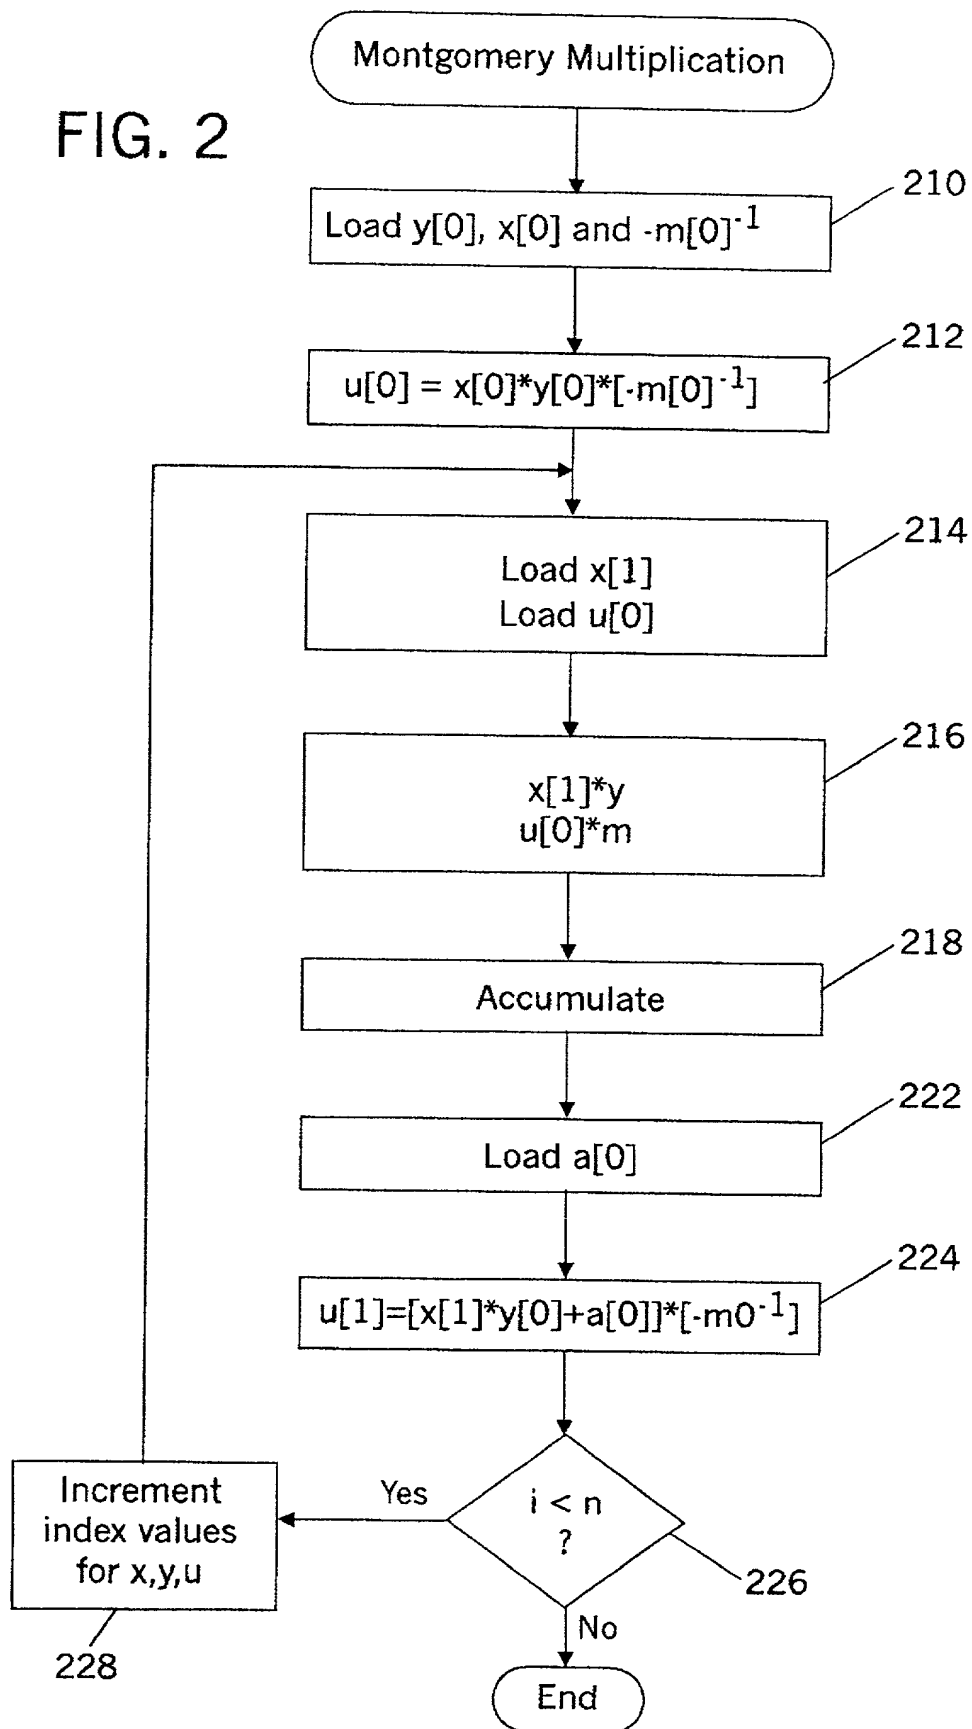 Montgomery Multiplication
FIG. 2
210
Load y[0], x[0] and -m[0]⁻¹
212
u[0] = x[0]*y[0]*[-m[0]⁻¹]
214
Load x[1]
Load u[0]
216
x[1]*y
u[0]*m
218
Accumulate
222
Load a[0]
224
u[1]=[x[1]*y[0]+a[0]]*[-m0⁻¹]
i < n
?
226
Yes
Increment
index values
for x,y,u
228
No
End